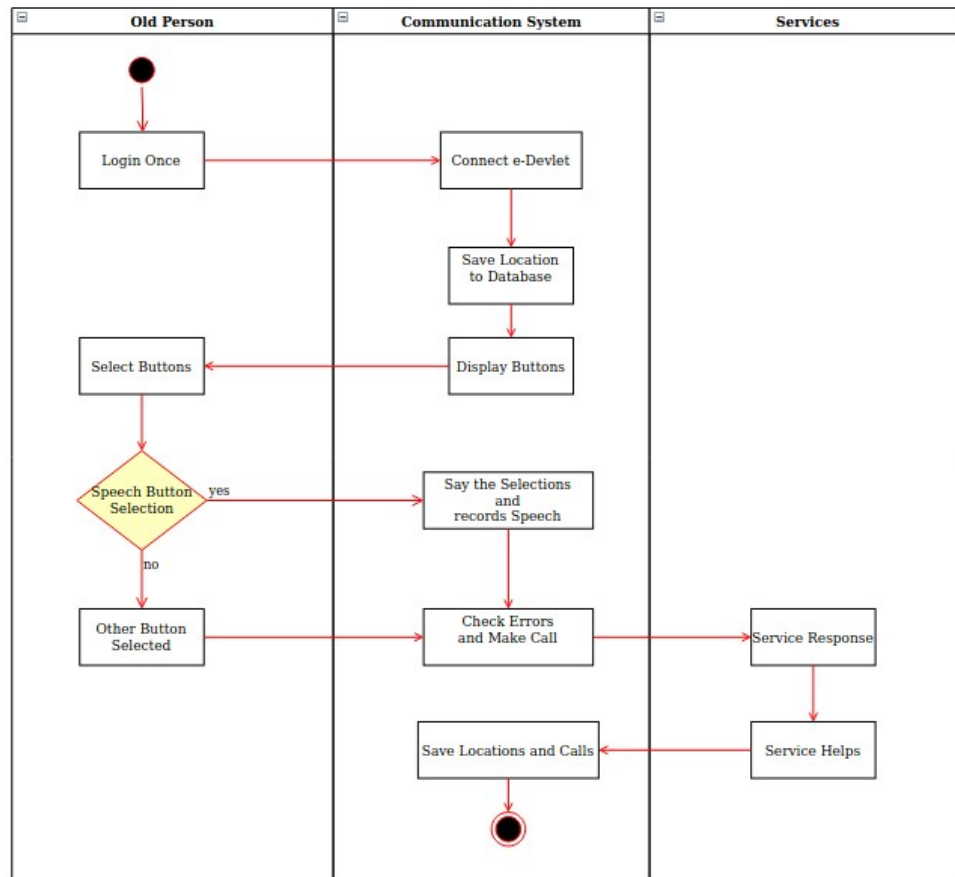 Old Person
Communication System
Services
Login Once
Connect e-Devlet
Save Location
to Database
Select Buttons
Display Buttons
Speech Button
Selection
yes
Say the Selections
and
records Speech
no
Other Button
Selected
Check Errors
and Make Call
Service Response
Save Locations and Calls
Service Helps